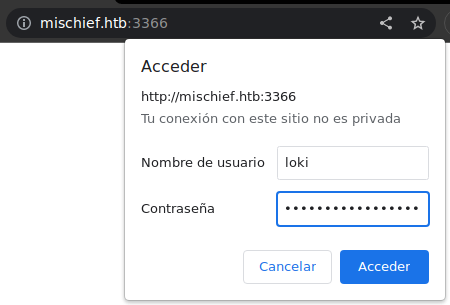 mischief.htb:3366
Acceder
http://mischief.htb:3366
Tu conexión con este sitio no es privada
Nombre de usuario loki
Contraseña •••••••••••••••••
Cancelar Acceder